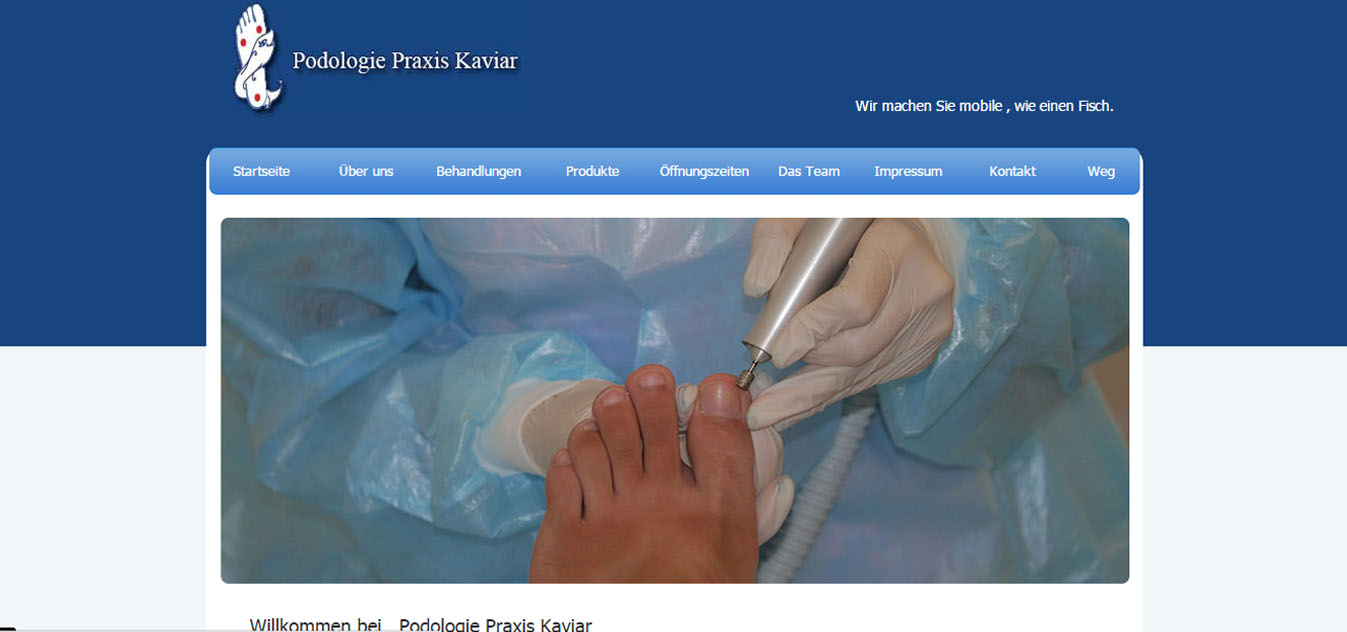 Podologie Praxis Kaviar
Wir machen Sie mobile , wie einen Fisch.
Startseite Über uns Behandlungen Produkte Öffnungszeiten Das Team Impressum Kontakt Weg
Willkommen bei Podologie Praxis Kaviar